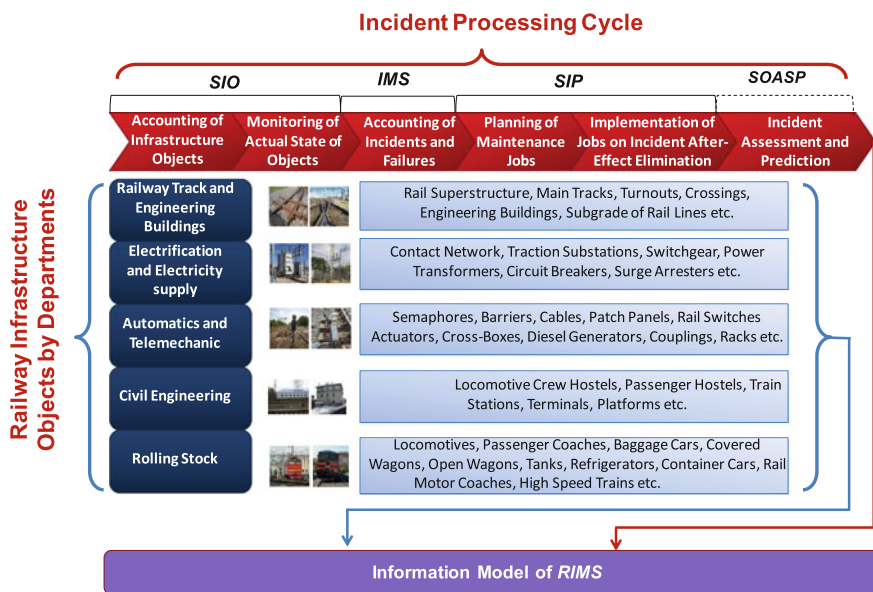 Incident Processing Cycle
SIO
IMS
SIP
SOASP
Accounting of
Infrastructure
Objects
Monitoring of
Actual State of
Objects
Accounting of
Incidents and
Failures
Planning of
Maintenance
Jobs
Implementation of
Jobs on Incident After-
Effect Elimination
Incident
Assessment and
Prediction
Railway Infrastructure
Objects by Departments
Railway Track and
Engineering
Buildings
Rail Superstructure, Main Tracks, Turnouts, Crossings,
Engineering Buildings, Subgrade of Rail Lines etc.
Electrification
and Electricity
supply
Contact Network, Traction Substations, Switchgear, Power
Transformers, Circuit Breakers, Surge Arresters etc.
Automatics and
Telemechanic
Semaphores, Barriers, Cables, Patch Panels, Rail Switches
Actuators, Cross-Boxes, Diesel Generators, Couplings, Racks etc.
Civil Engineering
Locomotive Crew Hostels, Passenger Hostels, Train
Stations, Terminals, Platforms etc.
Rolling Stock
Locomotives, Passenger Coaches, Baggage Cars, Covered
Wagons, Open Wagons, Tanks, Refrigerators, Container Cars, Rail
Motor Coaches, High Speed Trains etc.
Information Model of RIMS